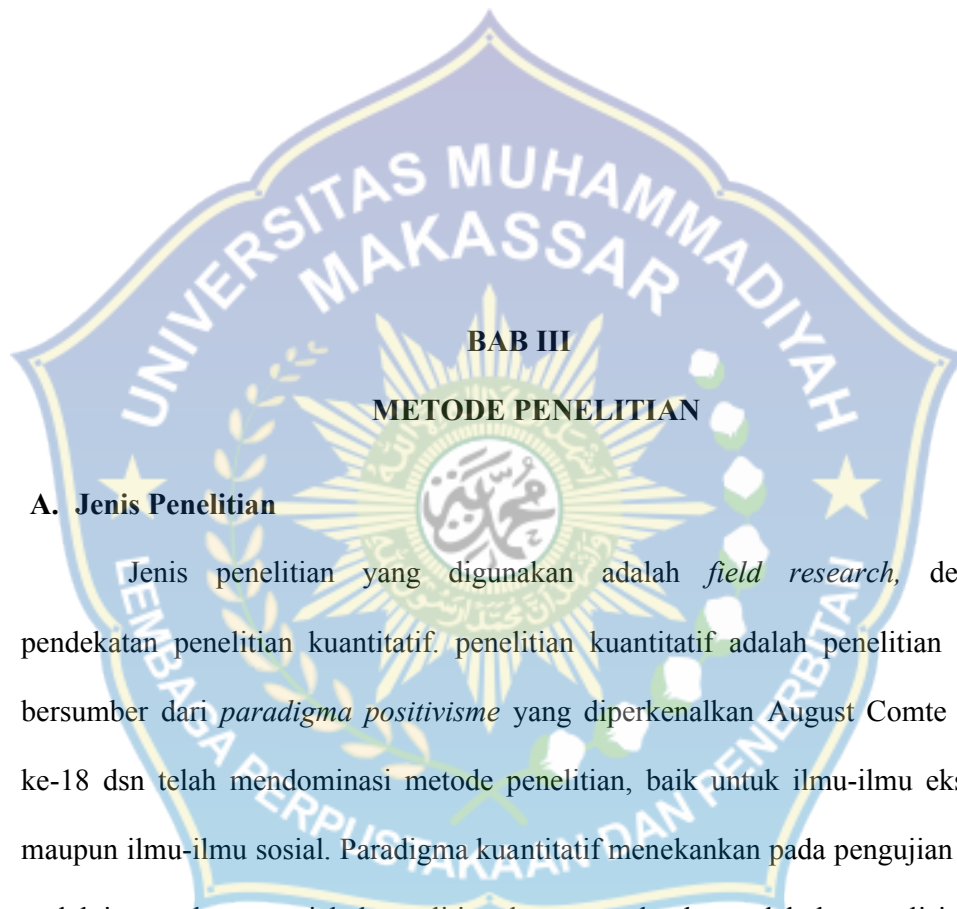 UNIVERSITAS MUHAMMADIYAH
MAKASSAR
BAB III
METODE PENELITIAN
A. Jenis Penelitian
Jenis penelitian yang digunakan adalah field research, de
pendekatan penelitian kuantitatif. penelitian kuantitatif adalah penelitian
bersumber dari paradigma positivisme yang diperkenalkan August Comte
ke-18 dsn telah mendominasi metode penelitian, baik untuk ilmu-ilmu eks
maupun ilmu-ilmu sosial. Paradigma kuantitatif menekankan pada pengujian
LEMBAGA PERPUSTAKAAN DAN PENERBITAN